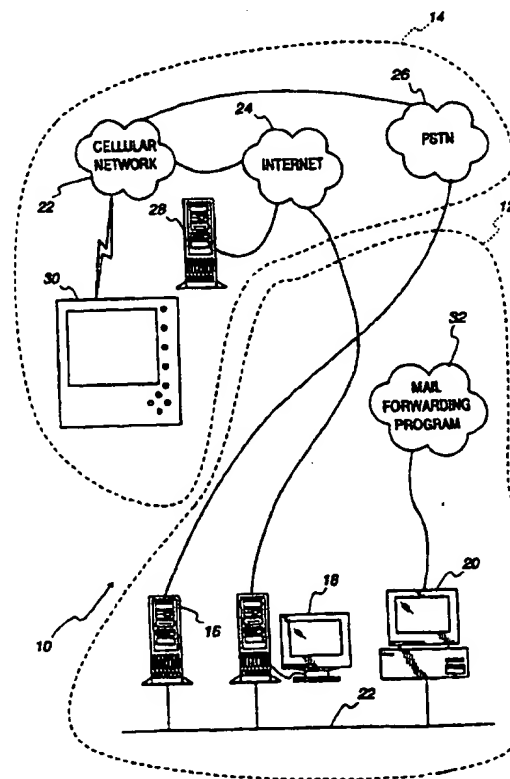 14
26
24
CELLULAR
NETWORK
INTERNET
PSTN
22
28
12
30
32
MAIL
FORWARDING
PROGRAM
20
18
16
10
22